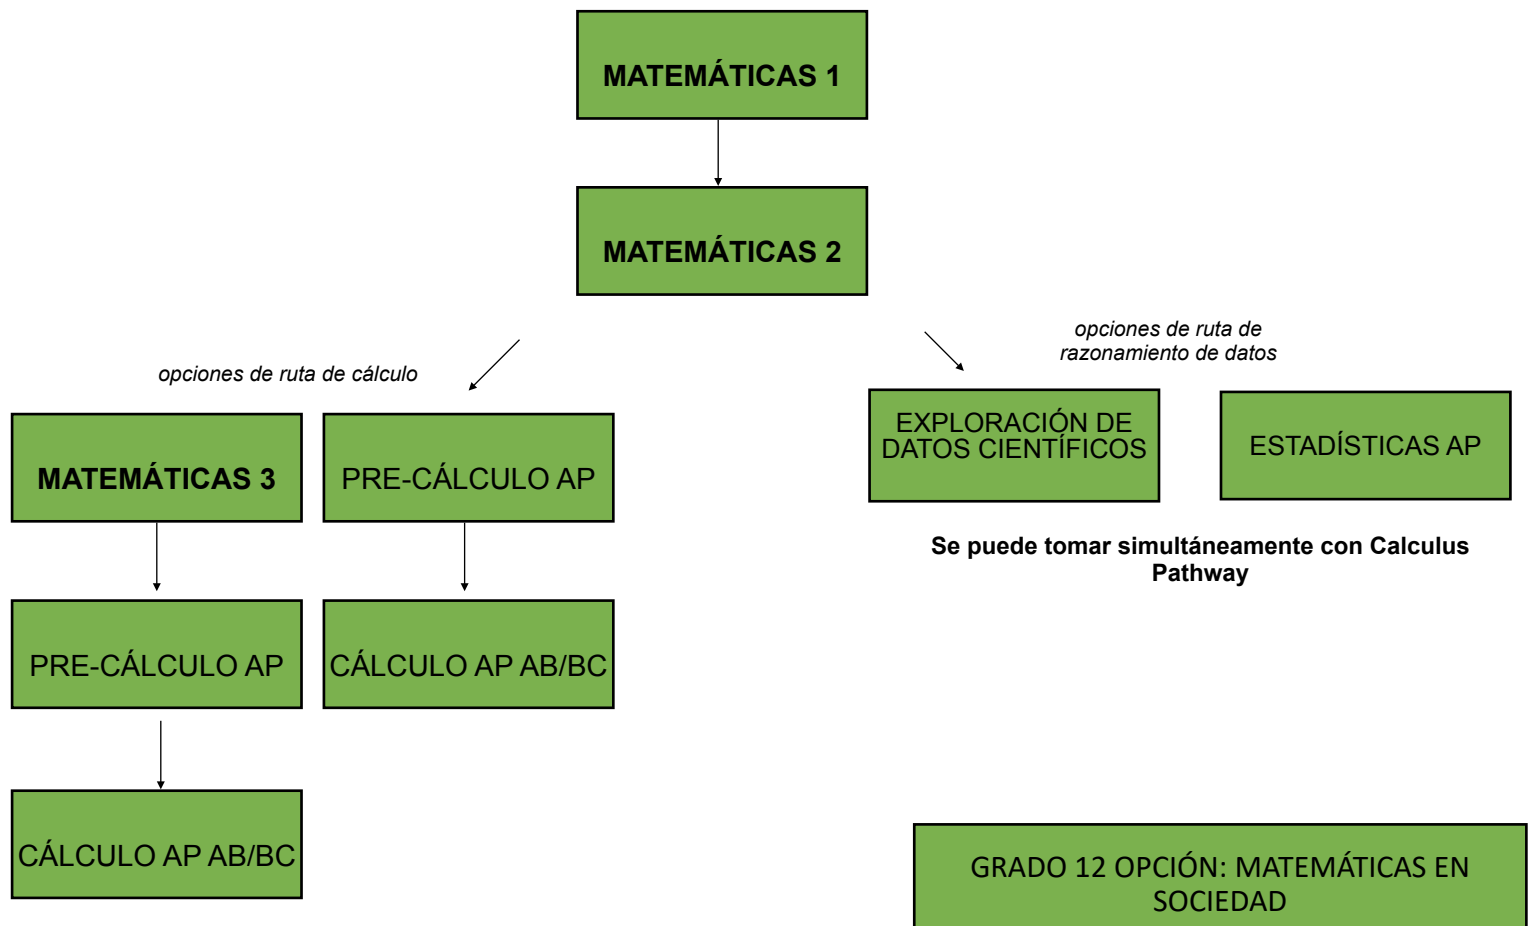 MATEMÁTICAS 1
MATEMÁTICAS 2
opciones de ruta de cálculo
opciones de ruta de
razonamiento de datos
MATEMÁTICAS 3
PRE-CÁLCULO AP
EXPLORACIÓN DE
DATOS CIENTÍFICOS
ESTADÍSTICAS AP
Se puede tomar simultáneamente con Calculus
Pathway
PRE-CÁLCULO AP
CÁLCULO AP AB/BC
CÁLCULO AP AB/BC
GRADO 12 OPCIÓN: MATEMÁTICAS EN
SOCIEDAD